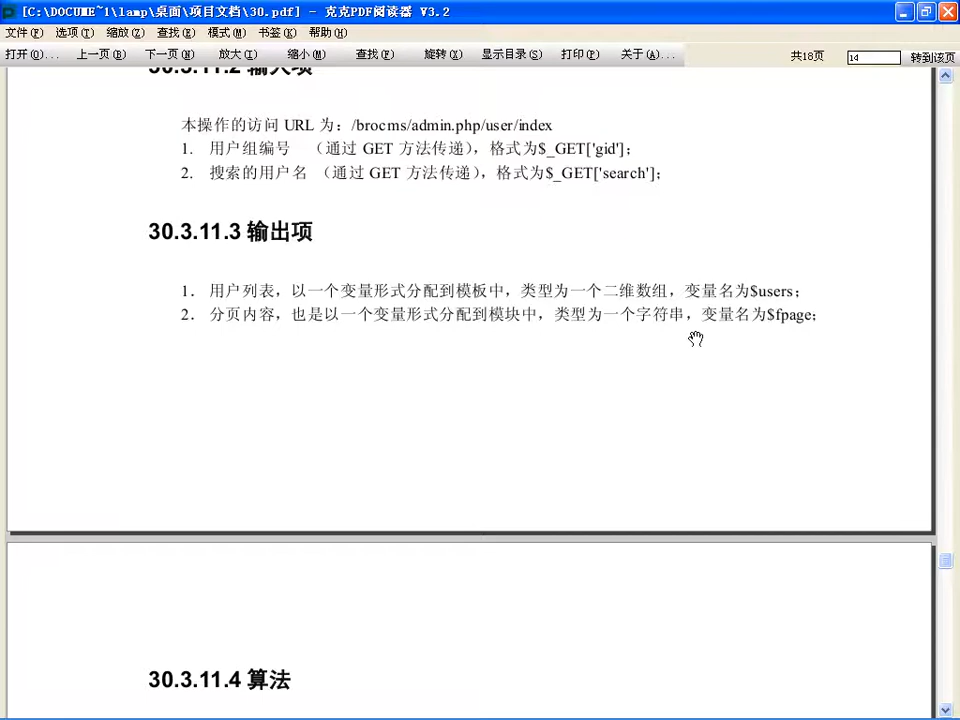 [C:\DOCUME~1\lamp\桌面\项目文档\30.pdf] - 克克PDF阅读器 V3.2
文件(F) 选项(T) 缩放(Z) 查找(E) 模式(M) 书签(K) 帮助(H)
打开(O)... 上一页(B) 下一页(N) 放大(I) 缩小(M) 查找(F) 旋转(X) 显示目录(S) 打印(P) 关于(A)... 共18页 14 转到该页
30.3.11.2 输入项
本操作的访问 URL 为：/brocms/admin.php/user/index
1. 用户组编号 （通过 GET 方法传递），格式为$_GET['gid']；
2. 搜索的用户名 （通过 GET 方法传递），格式为$_GET['search']；
30.3.11.3 输出项
1. 用户列表，以一个变量形式分配到模板中，类型为一个二维数组，变量名为$users；
2. 分页内容，也是以一个变量形式分配到模块中，类型为一个字符串，变量名为$fpage；
30.3.11.4 算法